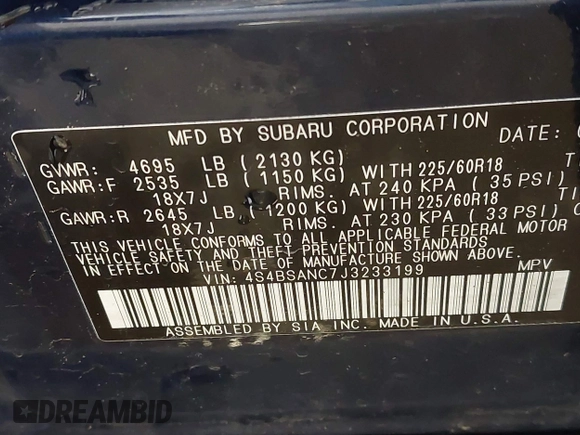 MFD BY SUBARU CORPORATION DATE:
GVWR: 4695 LB (2130 KG)
GAWR:F 2535 LB (1150 KG) WITH 225/60R18
18X7J RIMS. AT 240 KPA (35 PSI)
GAWR:R 2645 LB (1200 KG) WITH 225/60R18
18X7J RIMS. AT 230 KPA (33 PSI)
THIS VEHICLE CONFORMS TO ALL APPLICABLE FEDERAL MOTOR
VEHICLE SAFETY AND THEFT PREVENTION STANDARDS
IN EFFECT ON THE DATE OF MANUFACTURE SHOWN ABOVE.
VIN: 4S4BSANC7J3233199 MPV
ASSEMBLED BY SIA INC. MADE IN U.S.A.
DREAMBID